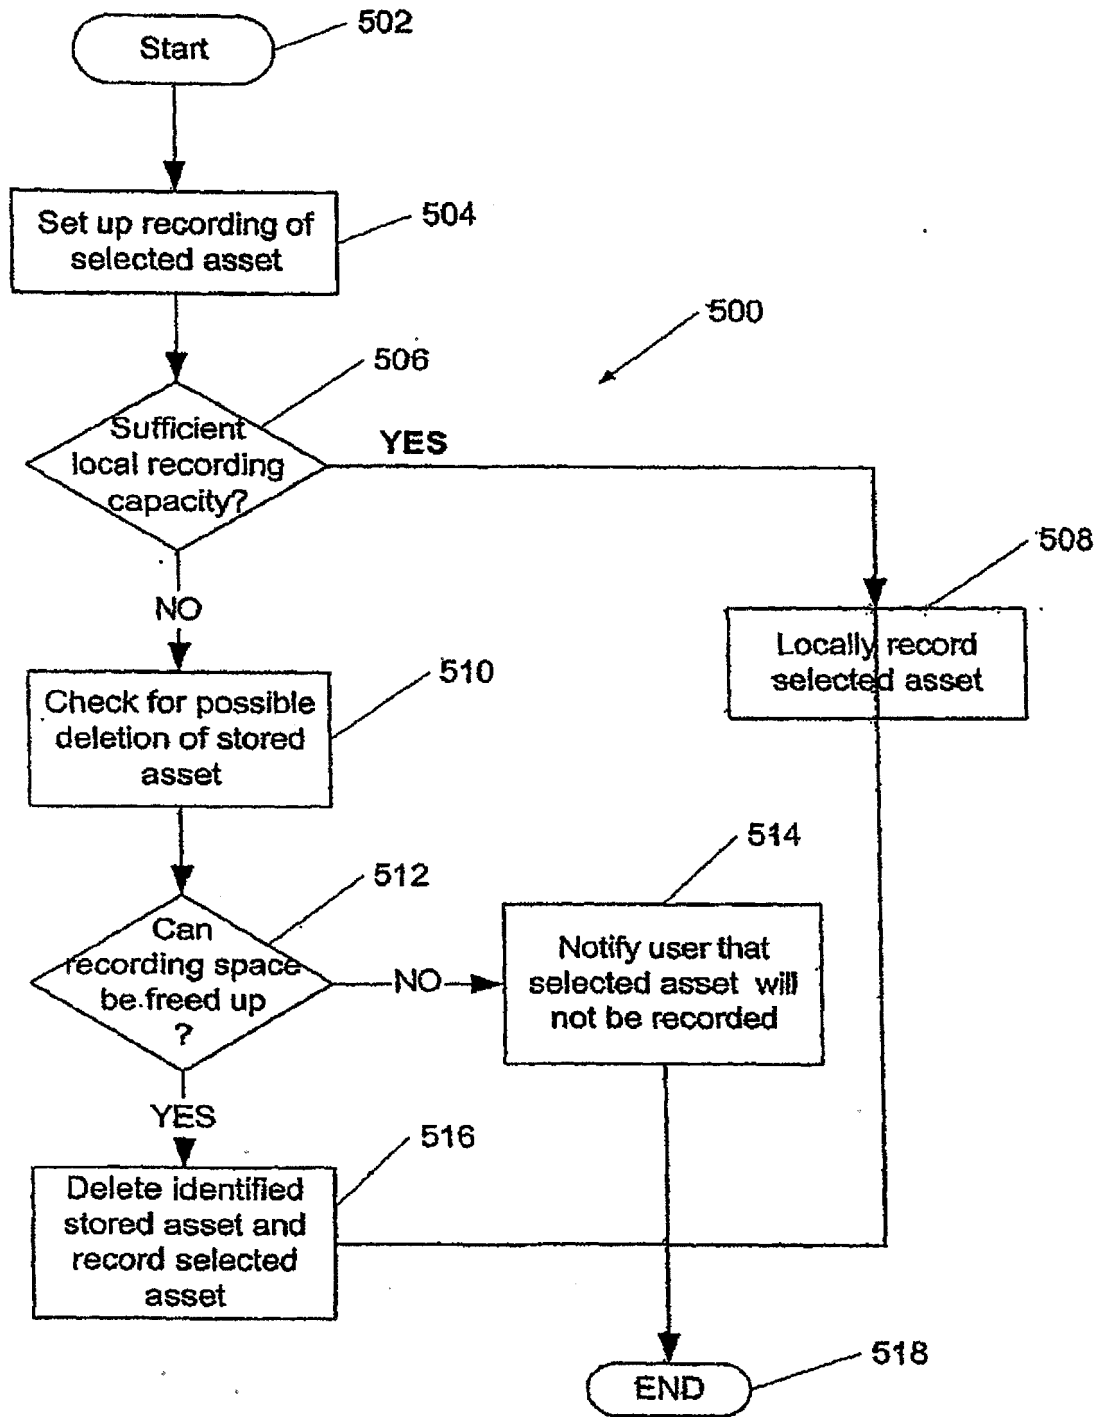 Start
502
Set up recording of
selected asset
504
500
506
Sufficient
local recording
capacity?
YES
NO
508
Locally record
selected asset
510
Check for possible
deletion of stored
asset
512
Can
recording space
be freed up
?
NO
514
Notify user that
selected asset will
not be recorded
YES
516
Delete identified
stored asset and
record selected
asset
518
END